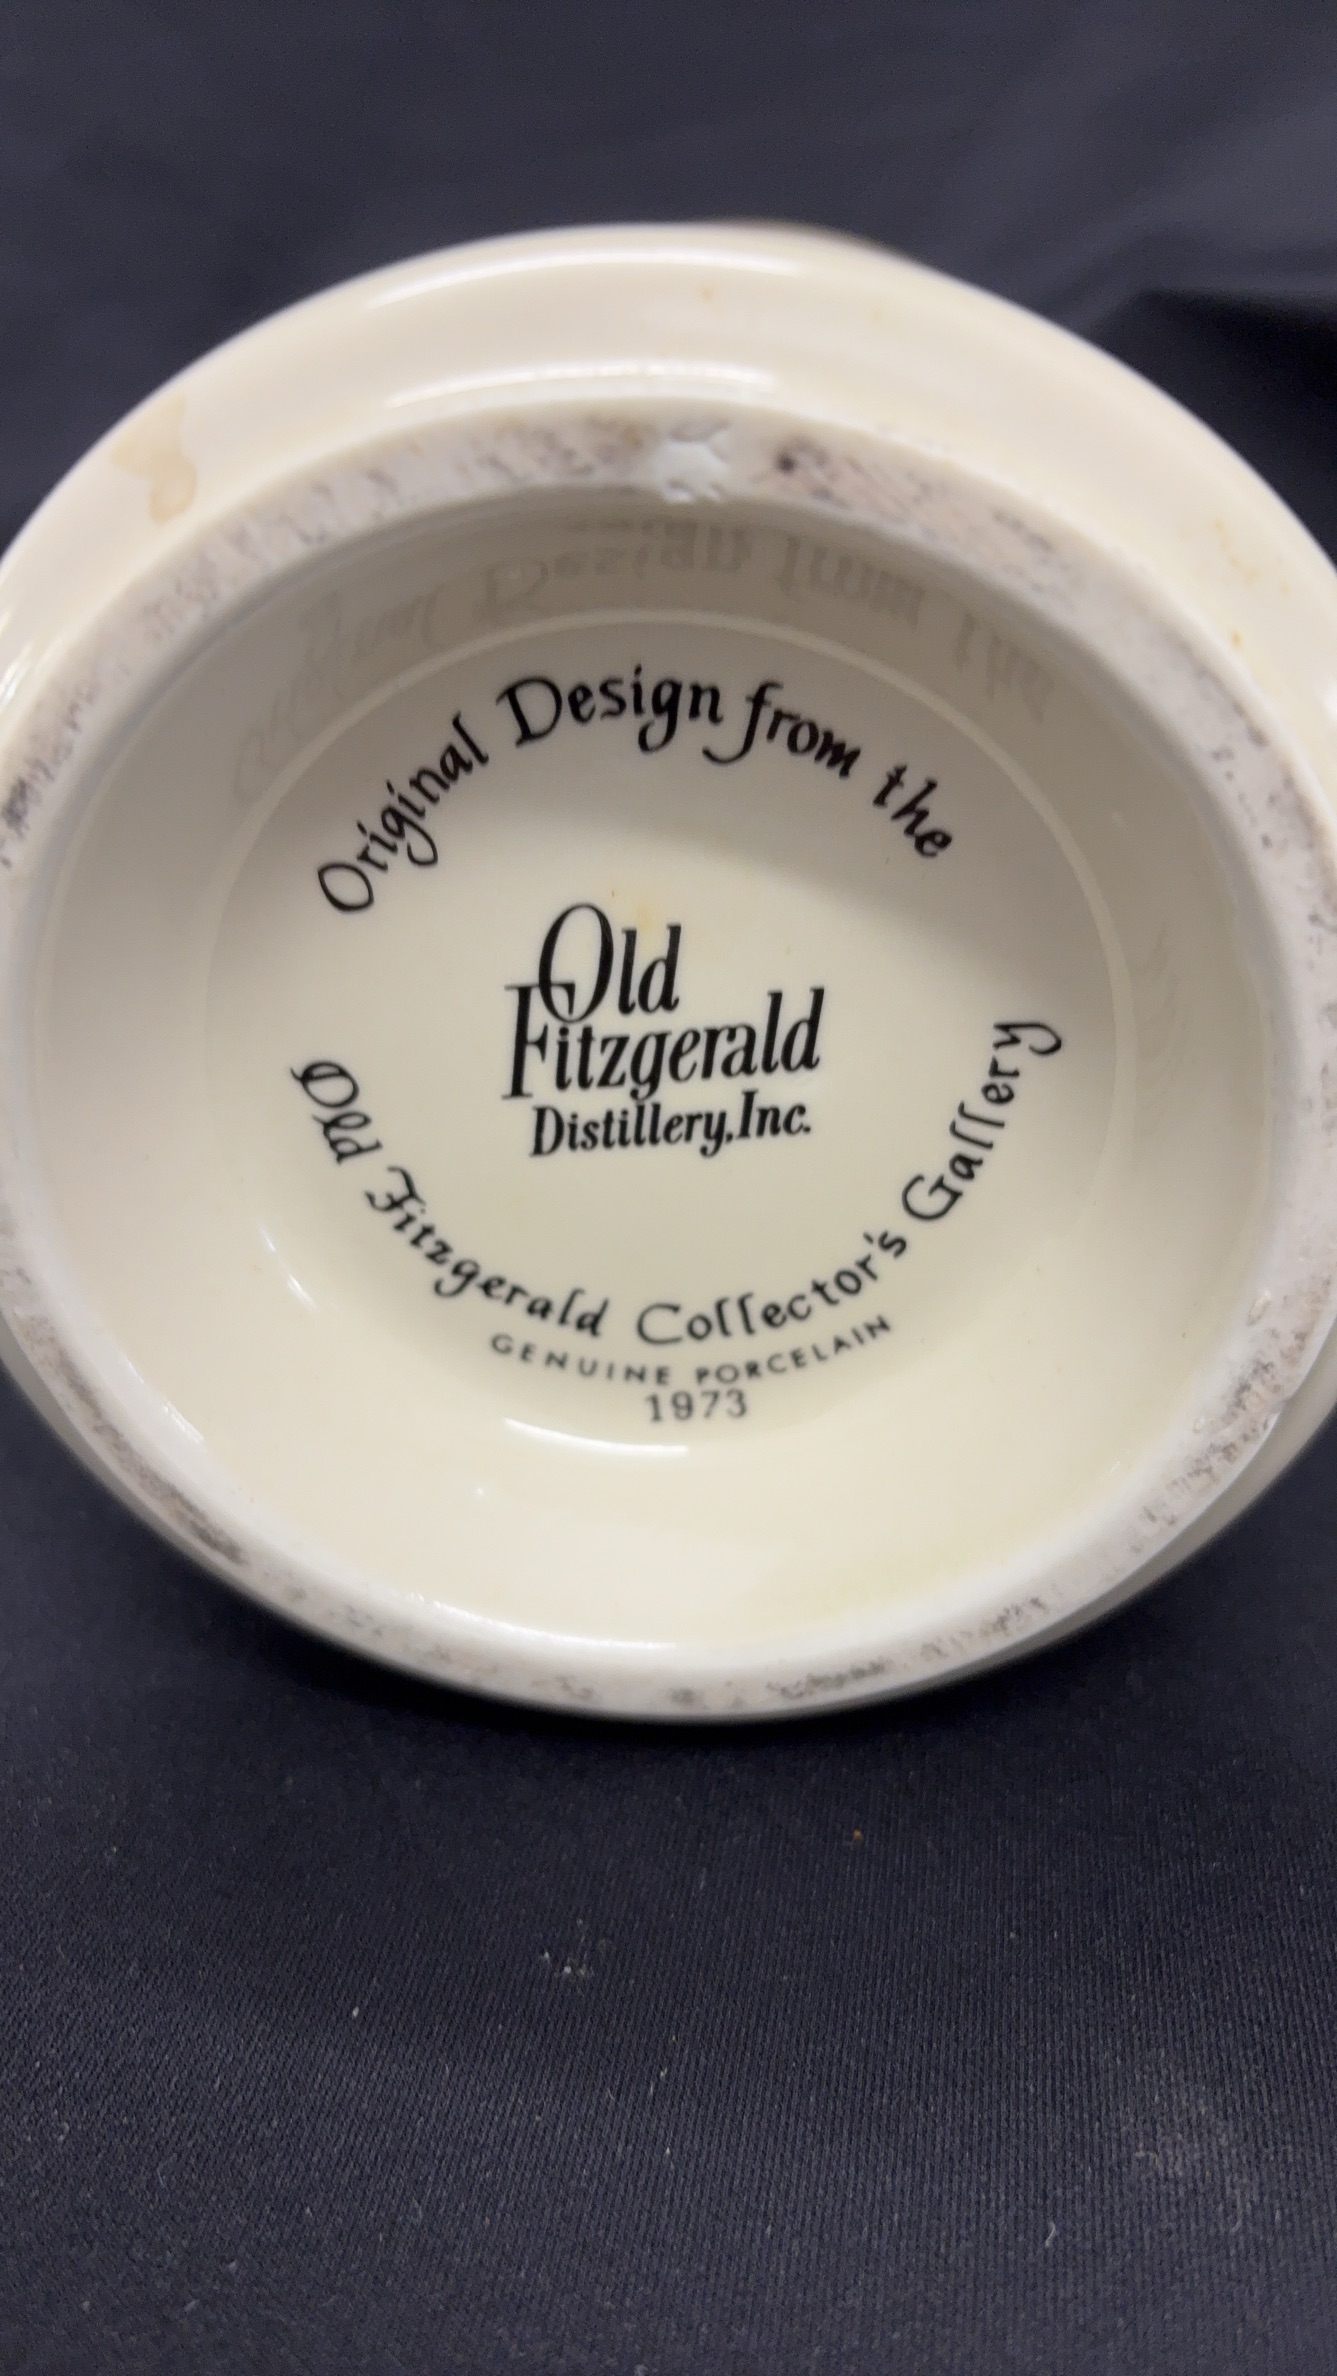 Original Design from the
Old
Fitzgerald
Distillery, Inc.
Old Fitzgerald Collector's Gallery
GENUINE PORCELAIN
1973